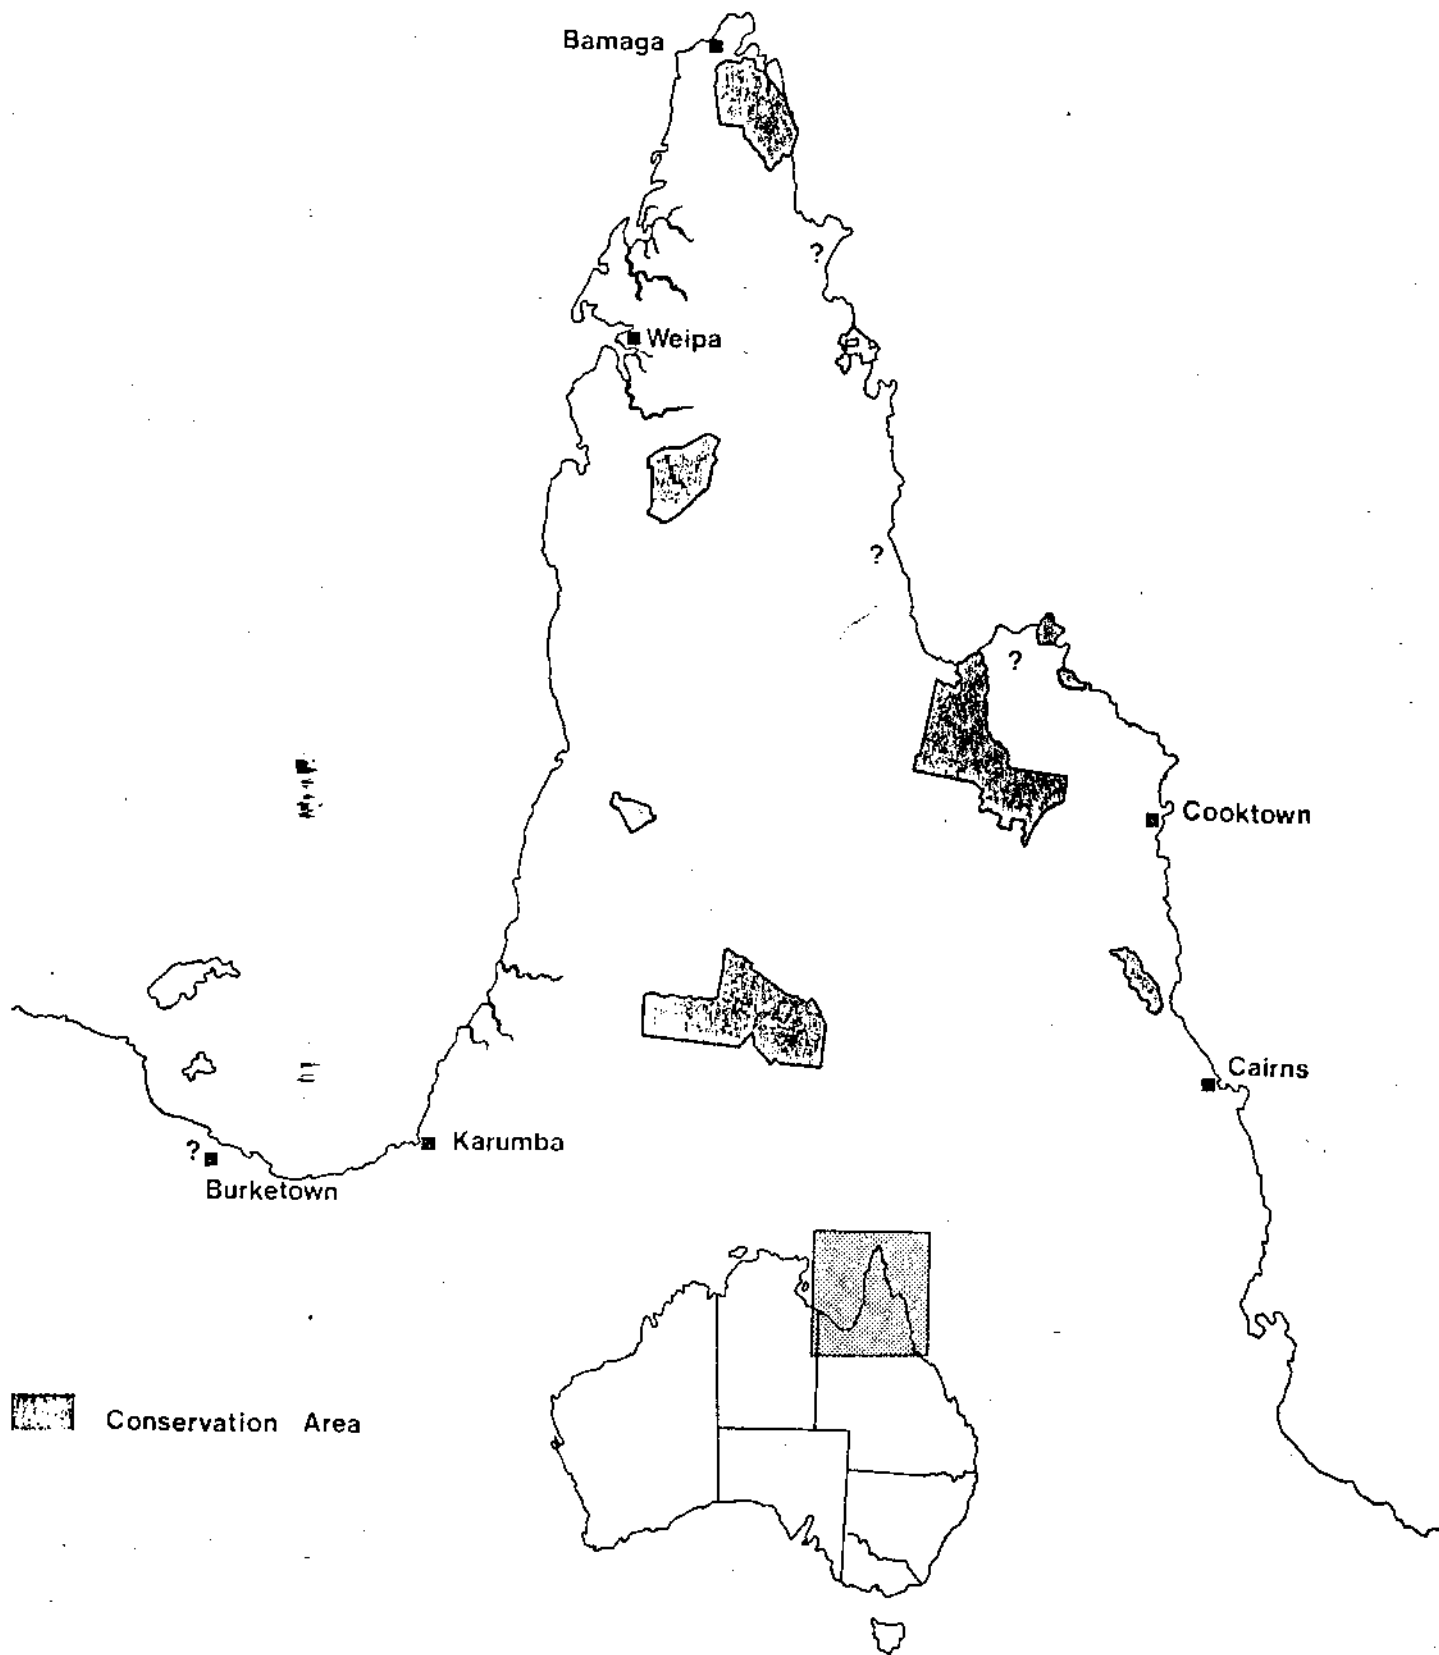 Bamaga
?
Weipa
?
?
Cooktown
Cairns
Karumba
?
Burketown
Conservation Area